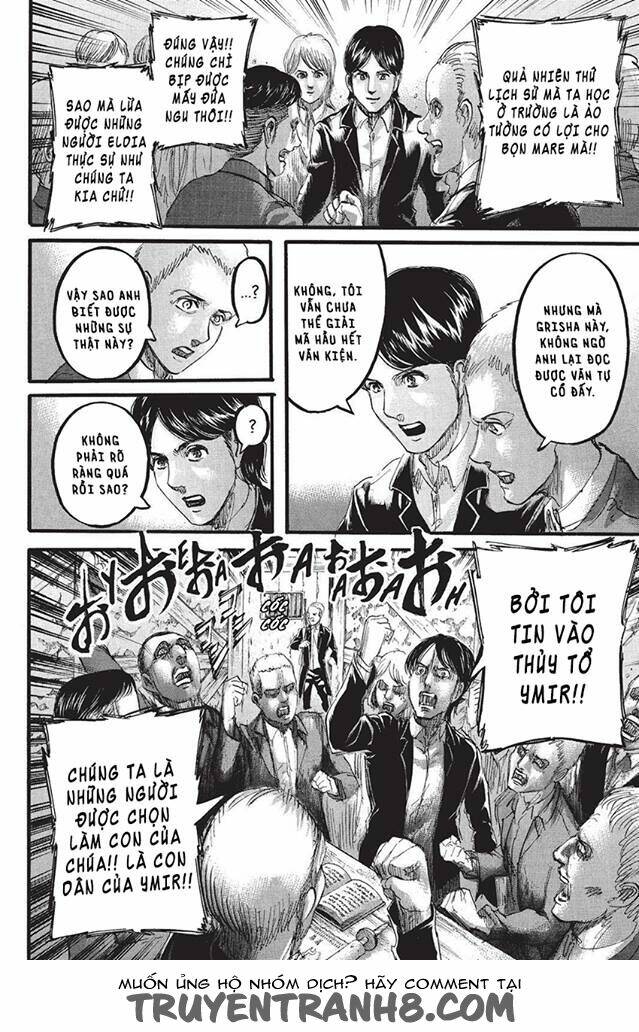 QUẢ NHIÊN THỨ
LỊCH SỬ MÀ TA HỌC
Ở TRƯỜNG LÀ ẢO
TƯỞNG CÓ LỢI CHO
BỌN MARE MÀ!!
ĐÚNG VẬY!!
CHÚNG CHỈ
BỊP ĐƯỢC
MẤY ĐỨA
NGU THÔI!!
SAO MÀ LỪA
ĐƯỢC NHỮNG
NGƯỜI ELDIA
THỰC SỰ NHƯ
CHÚNG TA
KIA CHỨ!!
NHƯNG MÀ
GRISHA NÀY,
KHÔNG NGỜ
ANH LẠI ĐỌC
ĐƯỢC VĂN TỰ
CỔ ĐẤY.
KHÔNG, TÔI
VẪN CHƯA
THỂ GIẢI
MÃ HẦU HẾT
VĂN KIỆN.
...?
VẬY SAO ANH
BIẾT ĐƯỢC
NHỮNG SỰ
THẬT NÀY?
?
KHÔNG
PHẢI RÕ
RÀNG QUÁ
RỒI SAO?
BỞI TÔI
TIN VÀO
THỦY TỔ
YMIR!!
CỐC
CỐC
CHÚNG TA LÀ
NHỮNG NGƯỜI
ĐƯỢC CHỌN
LÀM CON CỦA
CHÚA!! LÀ CON
DÂN CỦA YMIR!!
MUỐN ỦNG HỘ NHÓM DỊCH? HÃY COMMENT TẠI
TRUYENTRANH8.COM